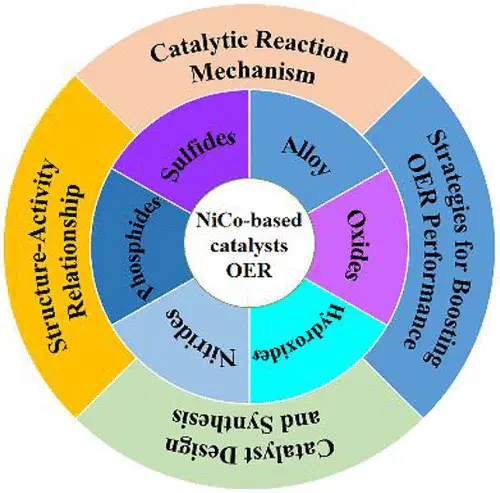 Catalytic Reaction
Mechanism
Strategies for Boosting
OER Performance
Catalyst Design
and Synthesis
Structure-Activity
Relationship
Sulfides
Alloy
Oxides
Hydroxides
Nitrides
Phosphides
NiCo-based
catalysts
OER